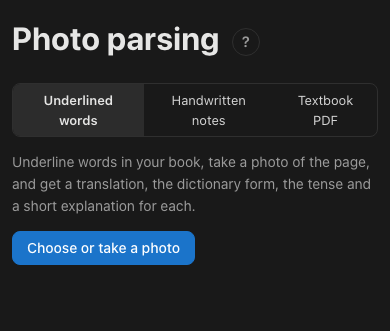 Photo parsing ?
Underlined words
Handwritten notes
Textbook PDF
Underline words in your book, take a photo of the page,
and get a translation, the dictionary form, the tense and
a short explanation for each.
Choose or take a photo